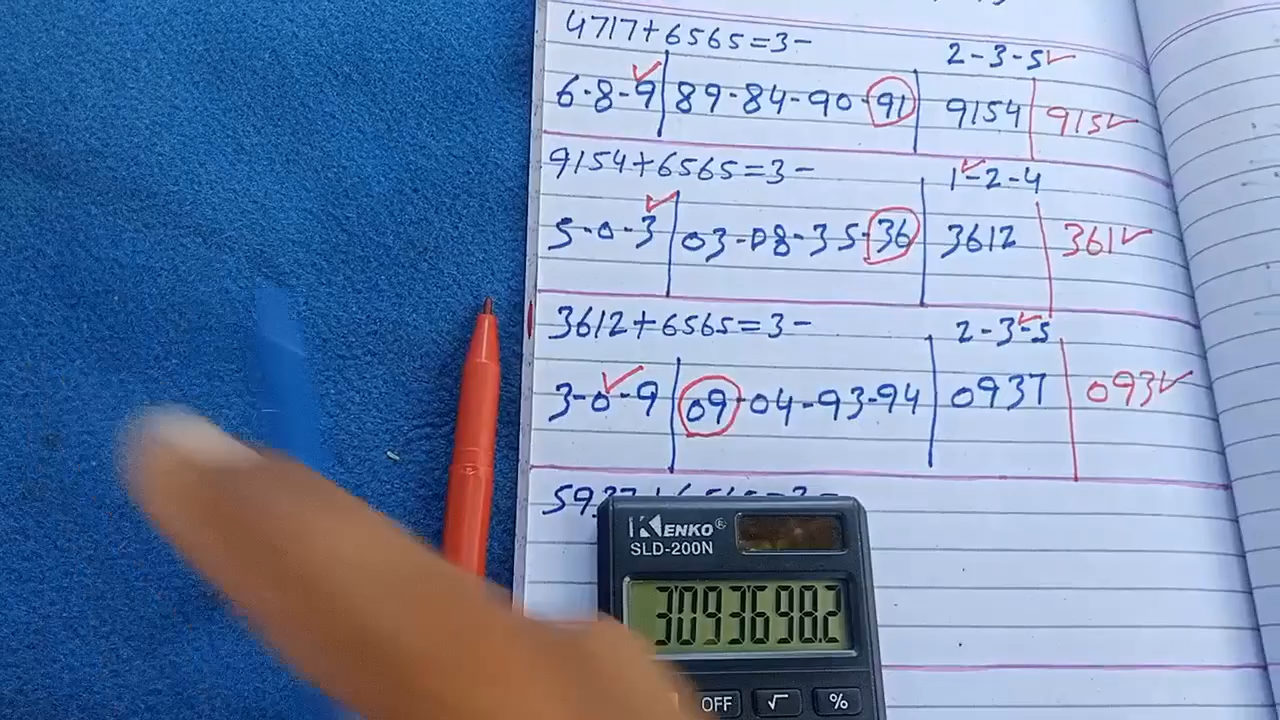 4717+6565=3-
2-3-5✓
6-8-9 89-84-90-91 9154 915✓
9154+6565=3-
1-2-4
5-0-3 03-08-35-36 3612 361✓
3612+6565=3-
2-3-5
3-0-9 09-04-93-94 0937 093✓
KENKO®
SLD-200N
3093698.2
OFF √ %